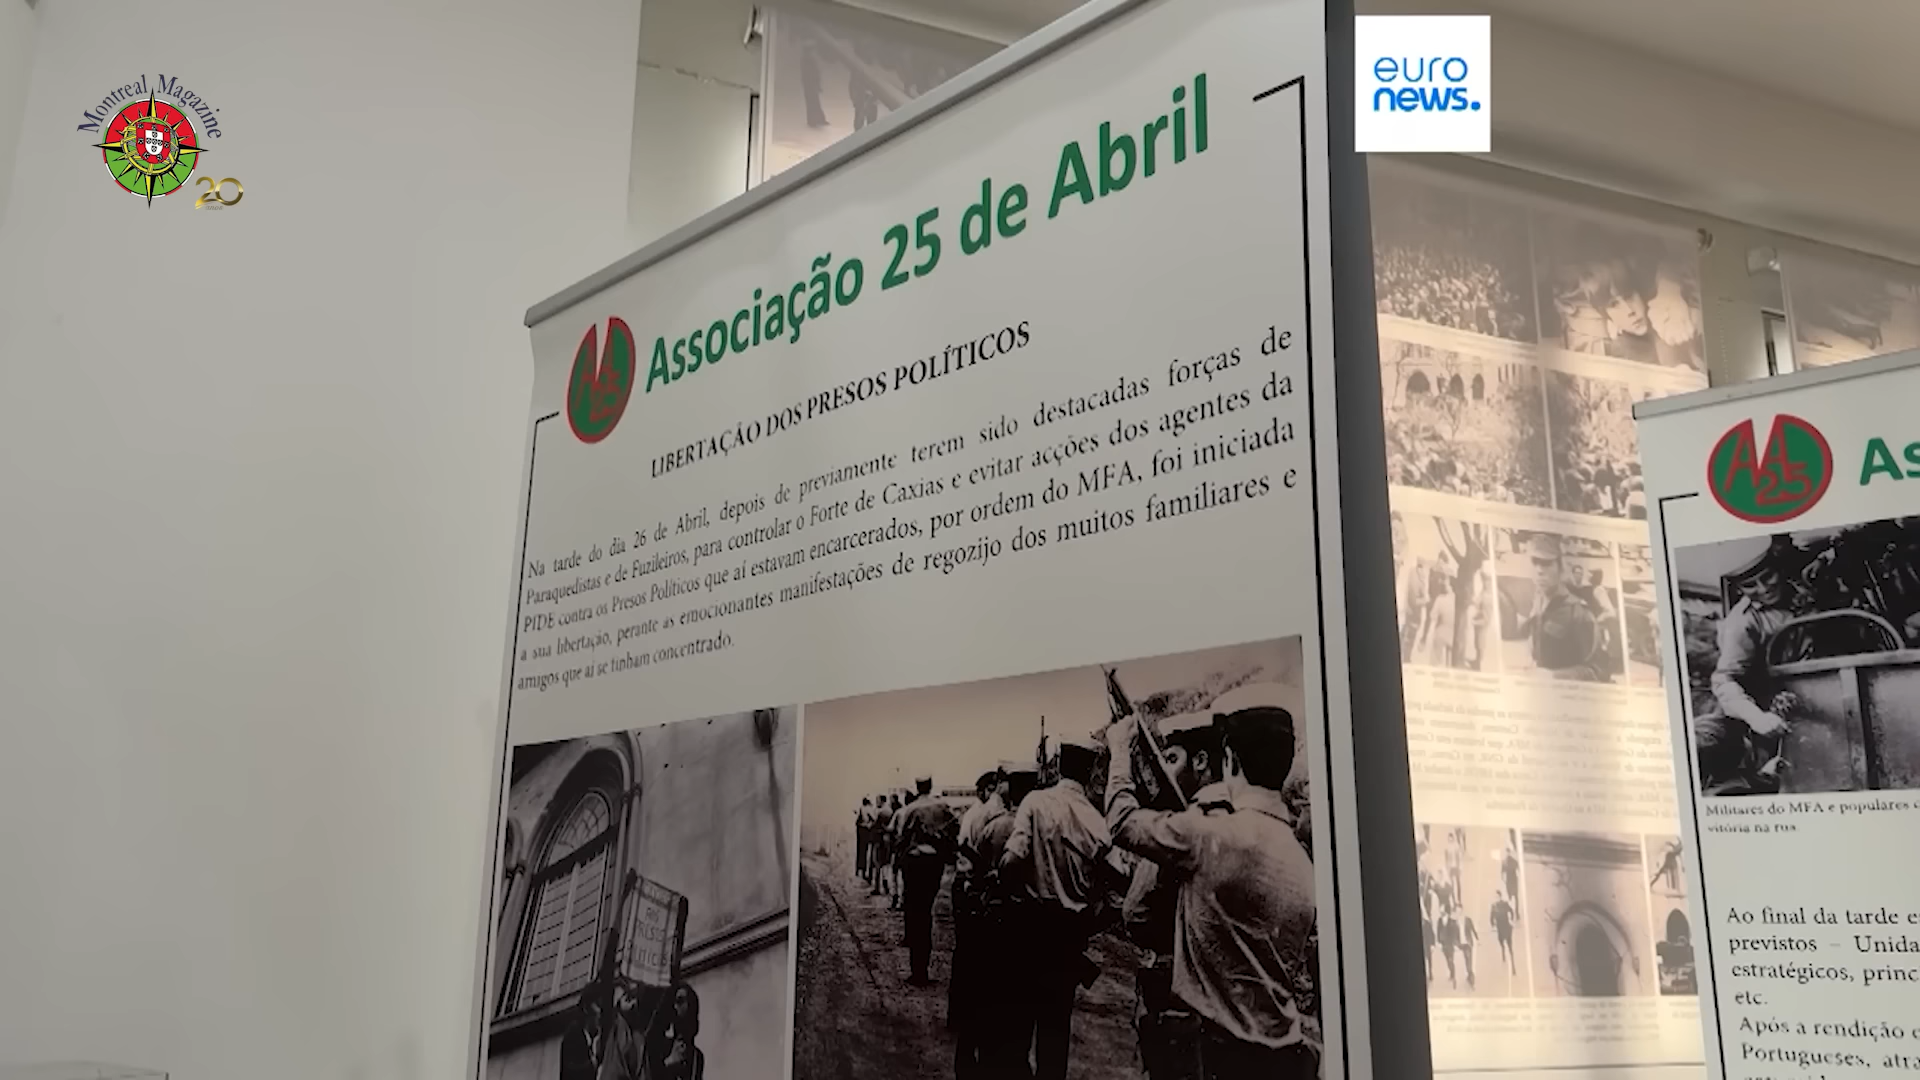 Montreal Magazine
20
euro
news.
Associação 25 de Abril
LIBERTAÇÃO DOS PRESOS POLÍTICOS
Na tarde do dia 26 de Abril, depois de previamente terem sido destacadas forças de
Paraquedistas e de Fuzileiros, para controlar o Forte de Caxias e evitar acções dos agentes da
PIDE contra os Presos Políticos que aí estavam encarcerados, por ordem do MFA, foi iniciada
a sua libertação, perante as emocionantes manifestações de regozijo dos muitos familiares e
amigos que aí se tinham concentrado.
AA
25
As
Militares do MFA e populares
vitória na rua
Ao final da tarde
previstos – Unida
estratégicos, princ
etc.
Após a rendição
Portugueses, atra